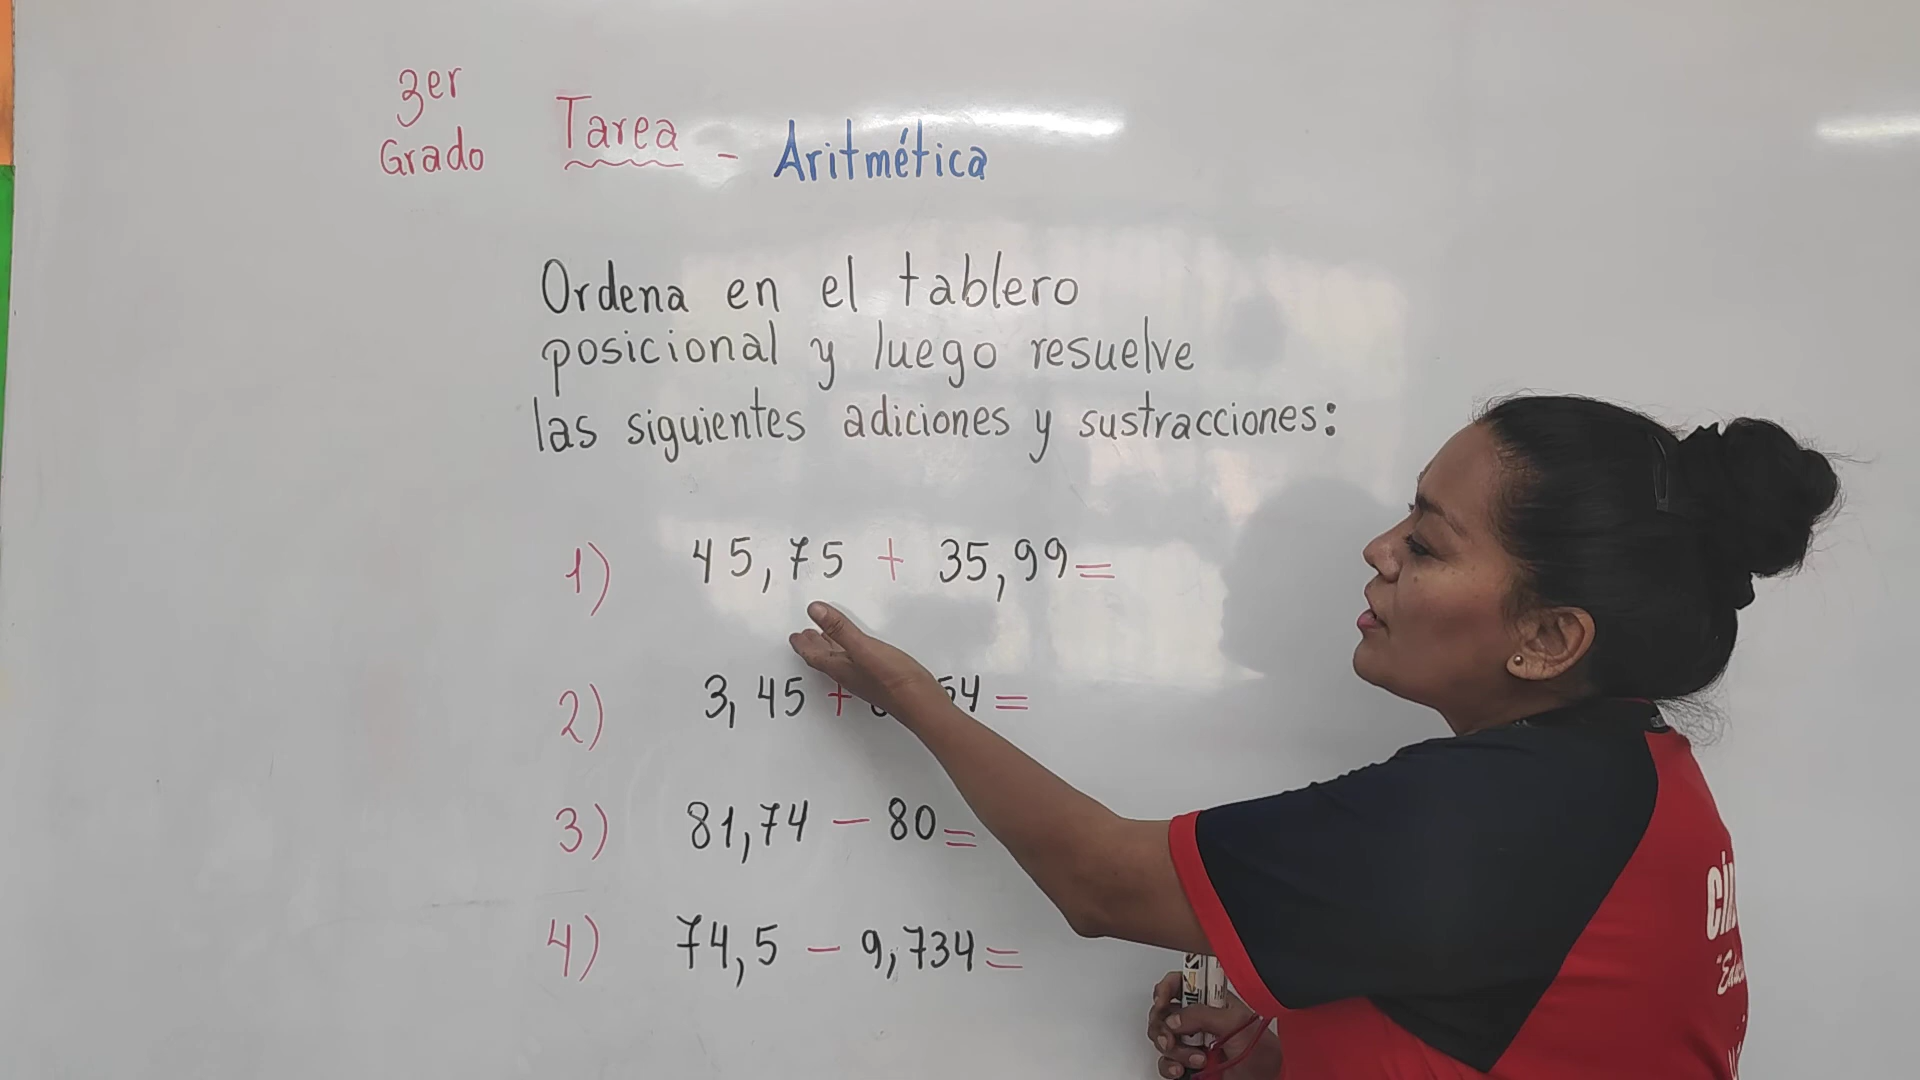 3er
Grado
Tarea - Aritmética
Ordena en el tablero
posicional y luego resuelve
las siguientes adiciones y sustracciones:
1) 45,75 + 35,99=
2) 3,45 + 54 =
3) 81,74 - 80=
4) 74,5 - 9,734=